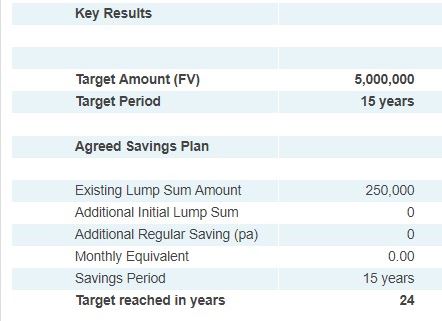 Key Results
Target Amount (FV) 5,000,000
Target Period 15 years
Agreed Savings Plan
Existing Lump Sum Amount 250,000
Additional Initial Lump Sum 0
Additional Regular Saving (pa) 0
Monthly Equivalent 0.00
Savings Period 15 years
Target reached in years 24